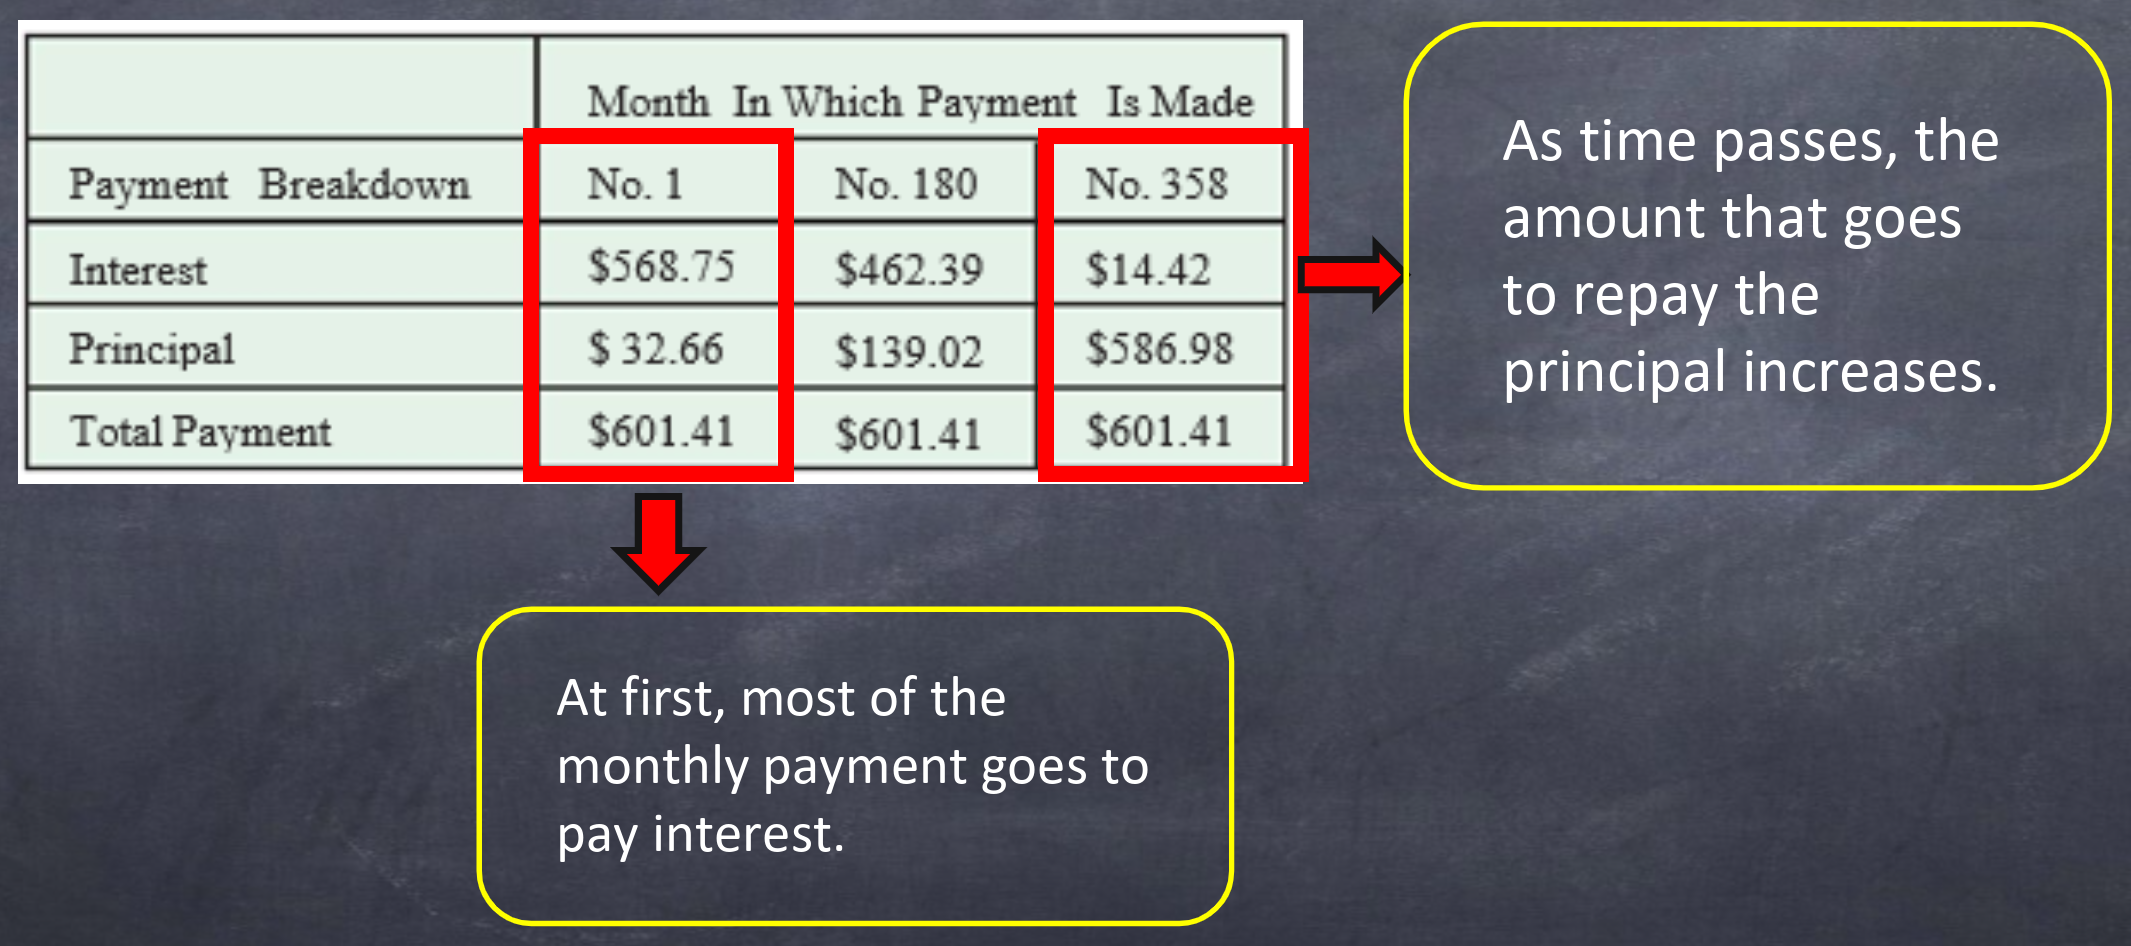 Month In Which Payment Is Made
Payment Breakdown No. 1 No. 180 No. 358
Interest $568.75 $462.39 $14.42
Principal $ 32.66 $139.02 $586.98
Total Payment $601.41 $601.41 $601.41
As time passes, the
amount that goes
to repay the
principal increases.
At first, most of the
monthly payment goes to
pay interest.